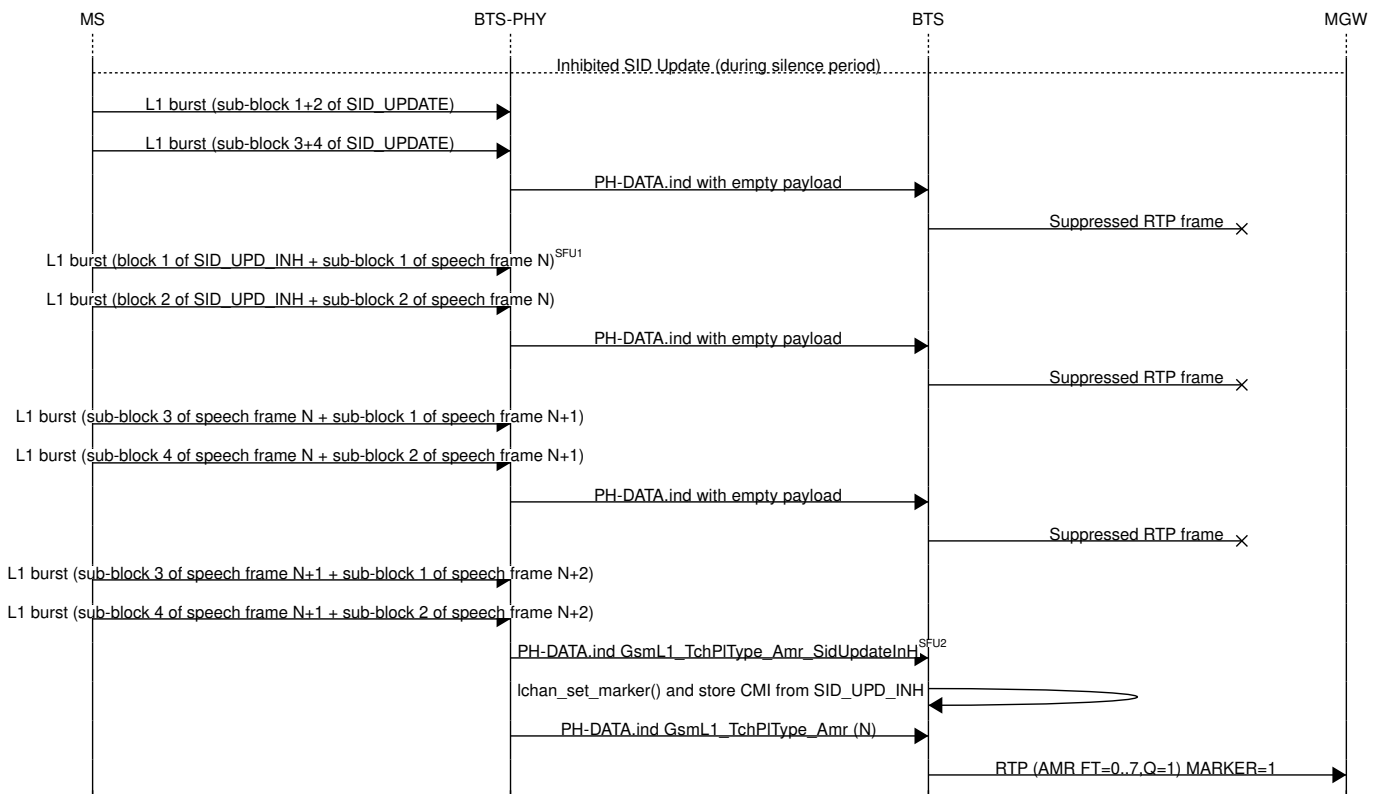 MS BTS-PHY BTS MGW
Inhibited SID Update (during silence period)
L1 burst (sub-block 1+2 of SID_UPDATE)
L1 burst (sub-block 3+4 of SID_UPDATE)
PH-DATA.ind with empty payload
Suppressed RTP frame
L1 burst (block 1 of SID_UPD_INH + sub-block 1 of speech frame N)SFU1
L1 burst (block 2 of SID_UPD_INH + sub-block 2 of speech frame N)
PH-DATA.ind with empty payload
Suppressed RTP frame
L1 burst (sub-block 3 of speech frame N + sub-block 1 of speech frame N+1)
L1 burst (sub-block 4 of speech frame N + sub-block 2 of speech frame N+1)
PH-DATA.ind with empty payload
Suppressed RTP frame
L1 burst (sub-block 3 of speech frame N+1 + sub-block 1 of speech frame N+2)
L1 burst (sub-block 4 of speech frame N+1 + sub-block 2 of speech frame N+2)
PH-DATA.ind GsmL1_TchPlType_Amr_SidUpdateInHSFU2
lchan_set_marker() and store CMI from SID_UPD_INH
PH-DATA.ind GsmL1_TchPlType_Amr (N)
RTP (AMR FT=0..7,Q=1) MARKER=1